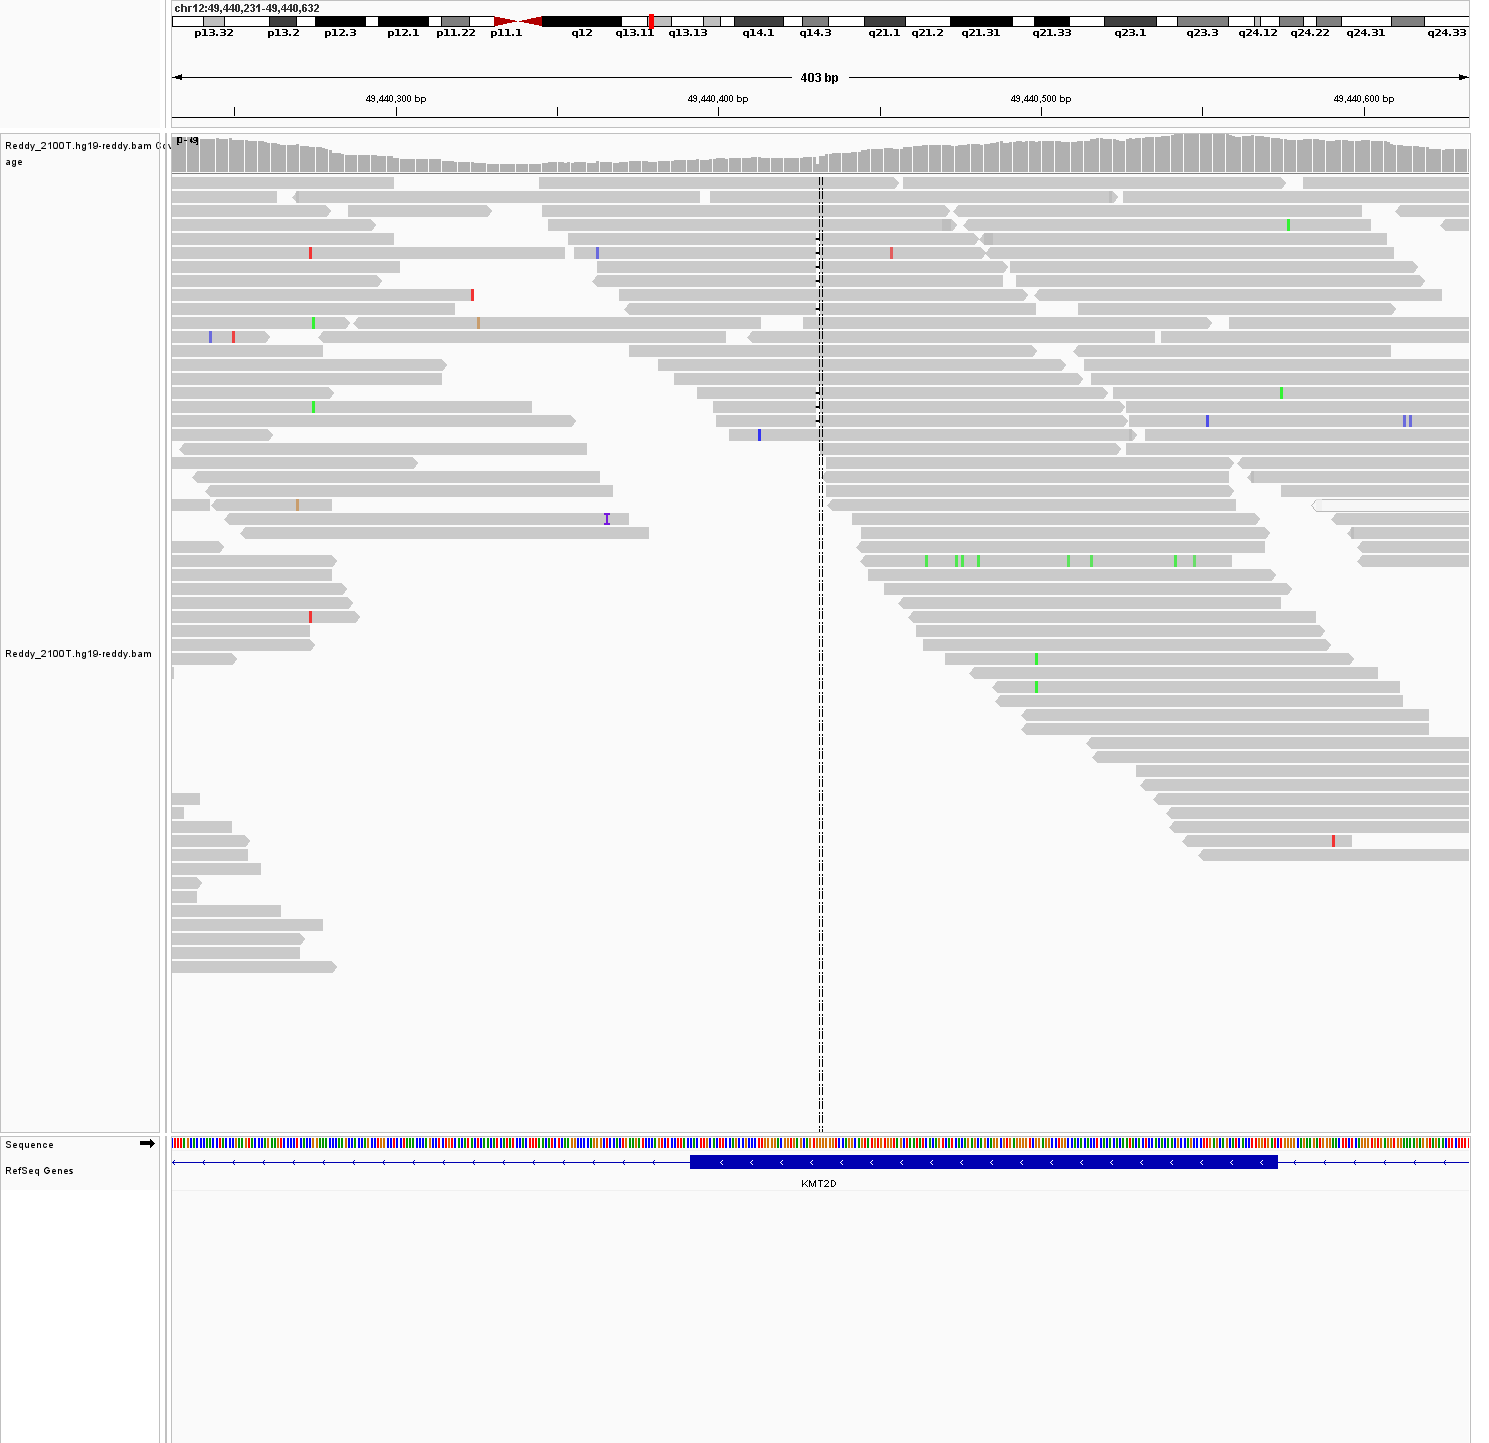 chr12:49,440,231-49,440,632
p13.32 p13.2 p12.3 p12.1 p11.22 p11.1 q12 q13.11 q13.13 q14.1 q14.3 q21.1 q21.2 q21.31 q21.33 q23.1 q23.3 q24.12 q24.22 q24.31 q24.33
403 bp
49,440,300 bp 49,440,400 bp 49,440,500 bp 49,440,600 bp
Reddy_2100T.hg19-reddy.bam Cov
age
Reddy_2100T.hg19-reddy.bam
Sequence
RefSeq Genes
KMT2D